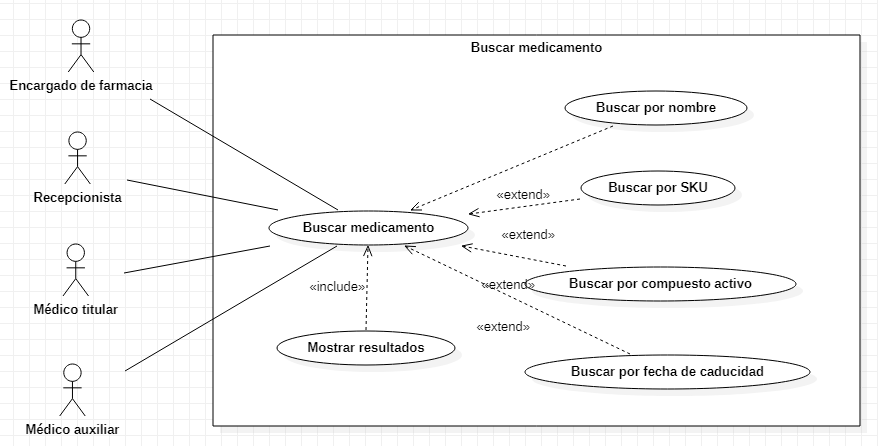 Buscar medicamento
Encargado de farmacia
Buscar por nombre
Recepcionista
Buscar por SKU
«extend»
Buscar medicamento
«extend»
Médico titular
«include»
«extend»
Buscar por compuesto activo
«extend»
Mostrar resultados
Buscar por fecha de caducidad
Médico auxiliar